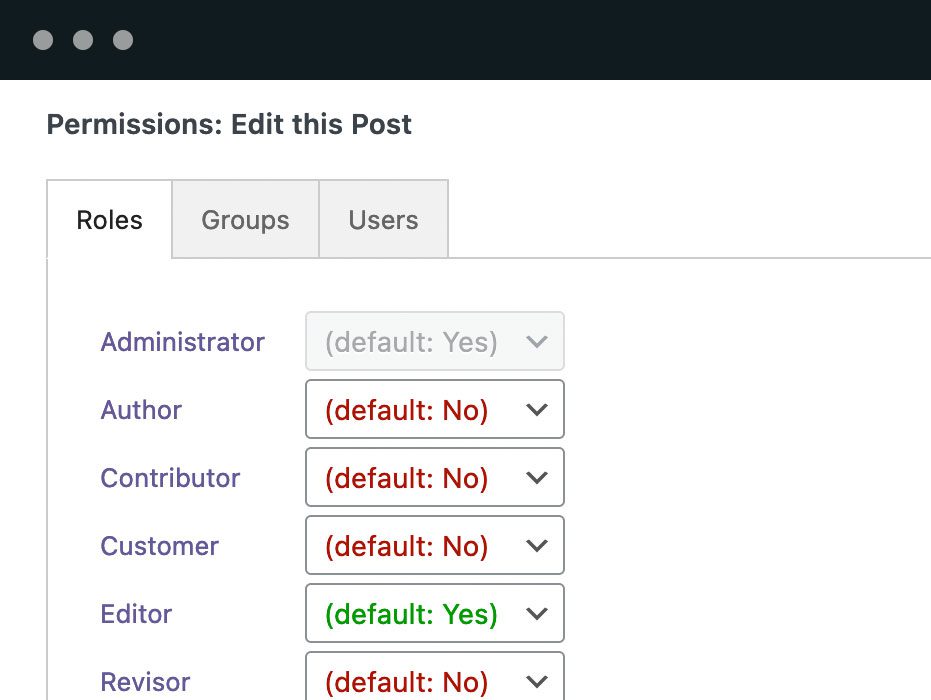 Permissions: Edit this Post
Roles Groups Users
Administrator (default: Yes)
Author (default: No)
Contributor (default: No)
Customer (default: No)
Editor (default: Yes)
Revisor (default: No)